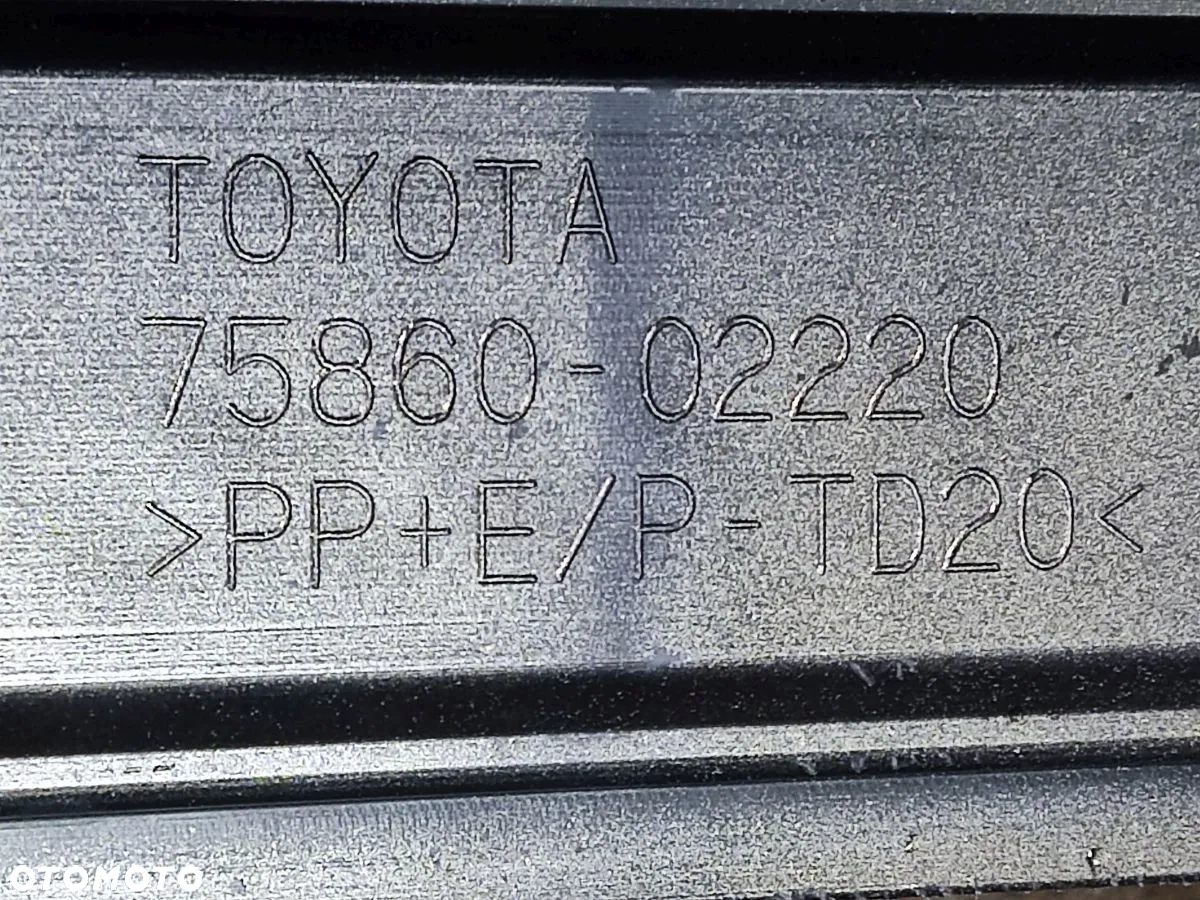 TOYOTA
75860-02220
>PP+E/P-TD20<
OTOMOTO